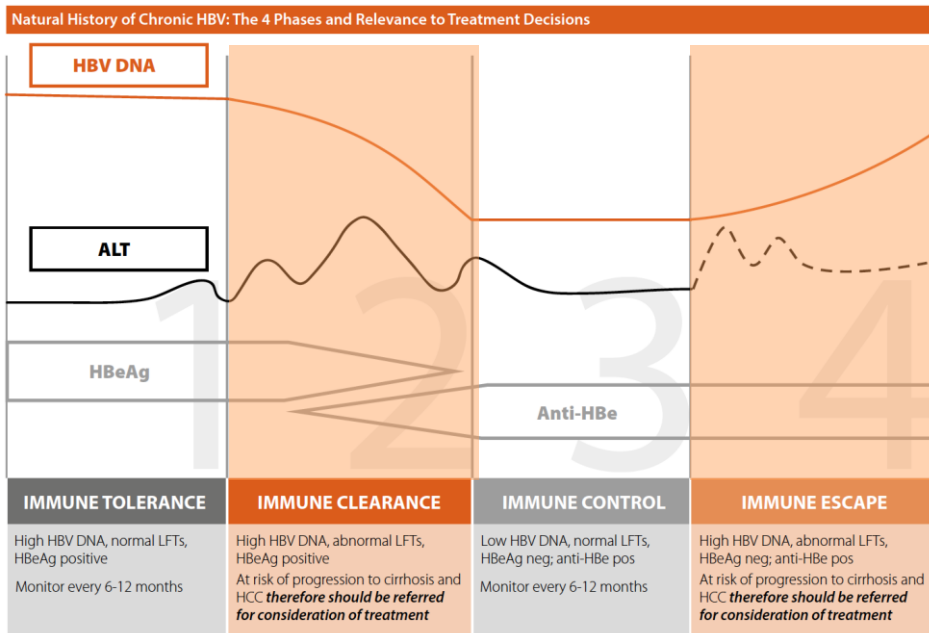 Natural History of Chronic HBV: The 4 Phases and Relevance to Treatment Decisions
HBV DNA
ALT
1
2
3
4
HBeAg
Anti-HBe
IMMUNE TOLERANCE
High HBV DNA, normal LFTs,
HBeAg positive
Monitor every 6-12 months
IMMUNE CLEARANCE
High HBV DNA, abnormal LFTs,
HBeAg positive
At risk of progression to cirrhosis and
HCC therefore should be referred
for consideration of treatment
IMMUNE CONTROL
Low HBV DNA, normal LFTs,
HBeAg neg; anti-HBe pos
Monitor every 6-12 months
IMMUNE ESCAPE
High HBV DNA, abnormal LFTs,
HBeAg neg; anti-HBe pos
At risk of progression to cirrhosis and
HCC therefore should be referred
for consideration of treatment